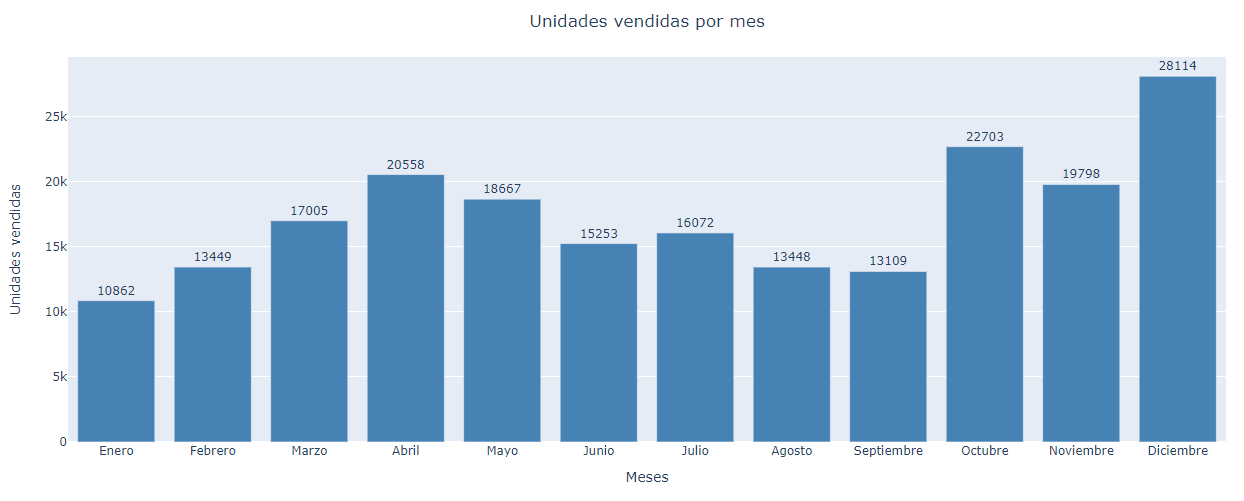 Unidades vendidas por mes
Unidades vendidas
25k
20k
15k
10k
5k
0
10862
13449
17005
20558
18667
15253
16072
13448
13109
22703
19798
28114
Enero Febrero Marzo Abril Mayo Junio Julio Agosto Septiembre Octubre Noviembre Diciembre
Meses